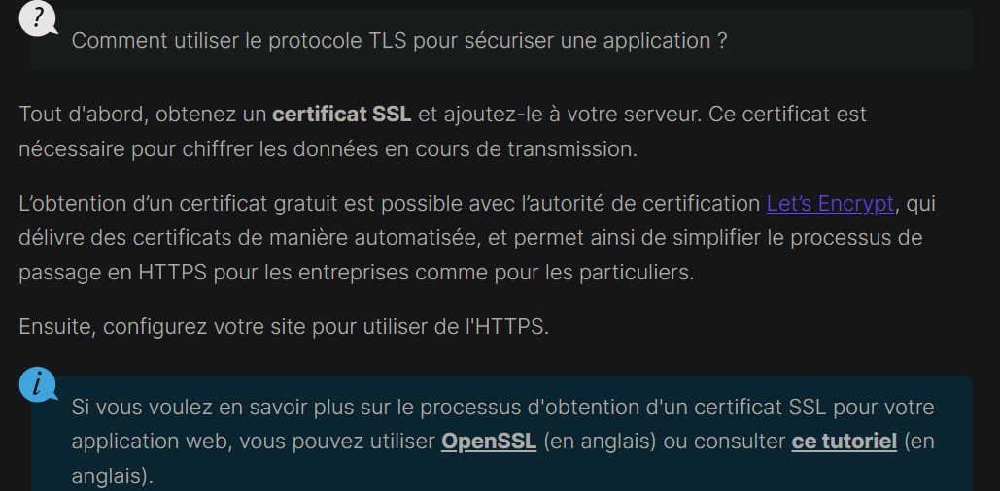 ?
Comment utiliser le protocole TLS pour sécuriser une application ?
Tout d'abord, obtenez un certificat SSL et ajoutez-le à votre serveur. Ce certificat est
nécessaire pour chiffrer les données en cours de transmission.
L’obtention d’un certificat gratuit est possible avec l’autorité de certification Let’s Encrypt, qui
délivre des certificats de manière automatisée, et permet ainsi de simplifier le processus de
passage en HTTPS pour les entreprises comme pour les particuliers.
Ensuite, configurez votre site pour utiliser de l'HTTPS.
i
Si vous voulez en savoir plus sur le processus d'obtention d'un certificat SSL pour votre
application web, vous pouvez utiliser OpenSSL (en anglais) ou consulter ce tutoriel (en
anglais).